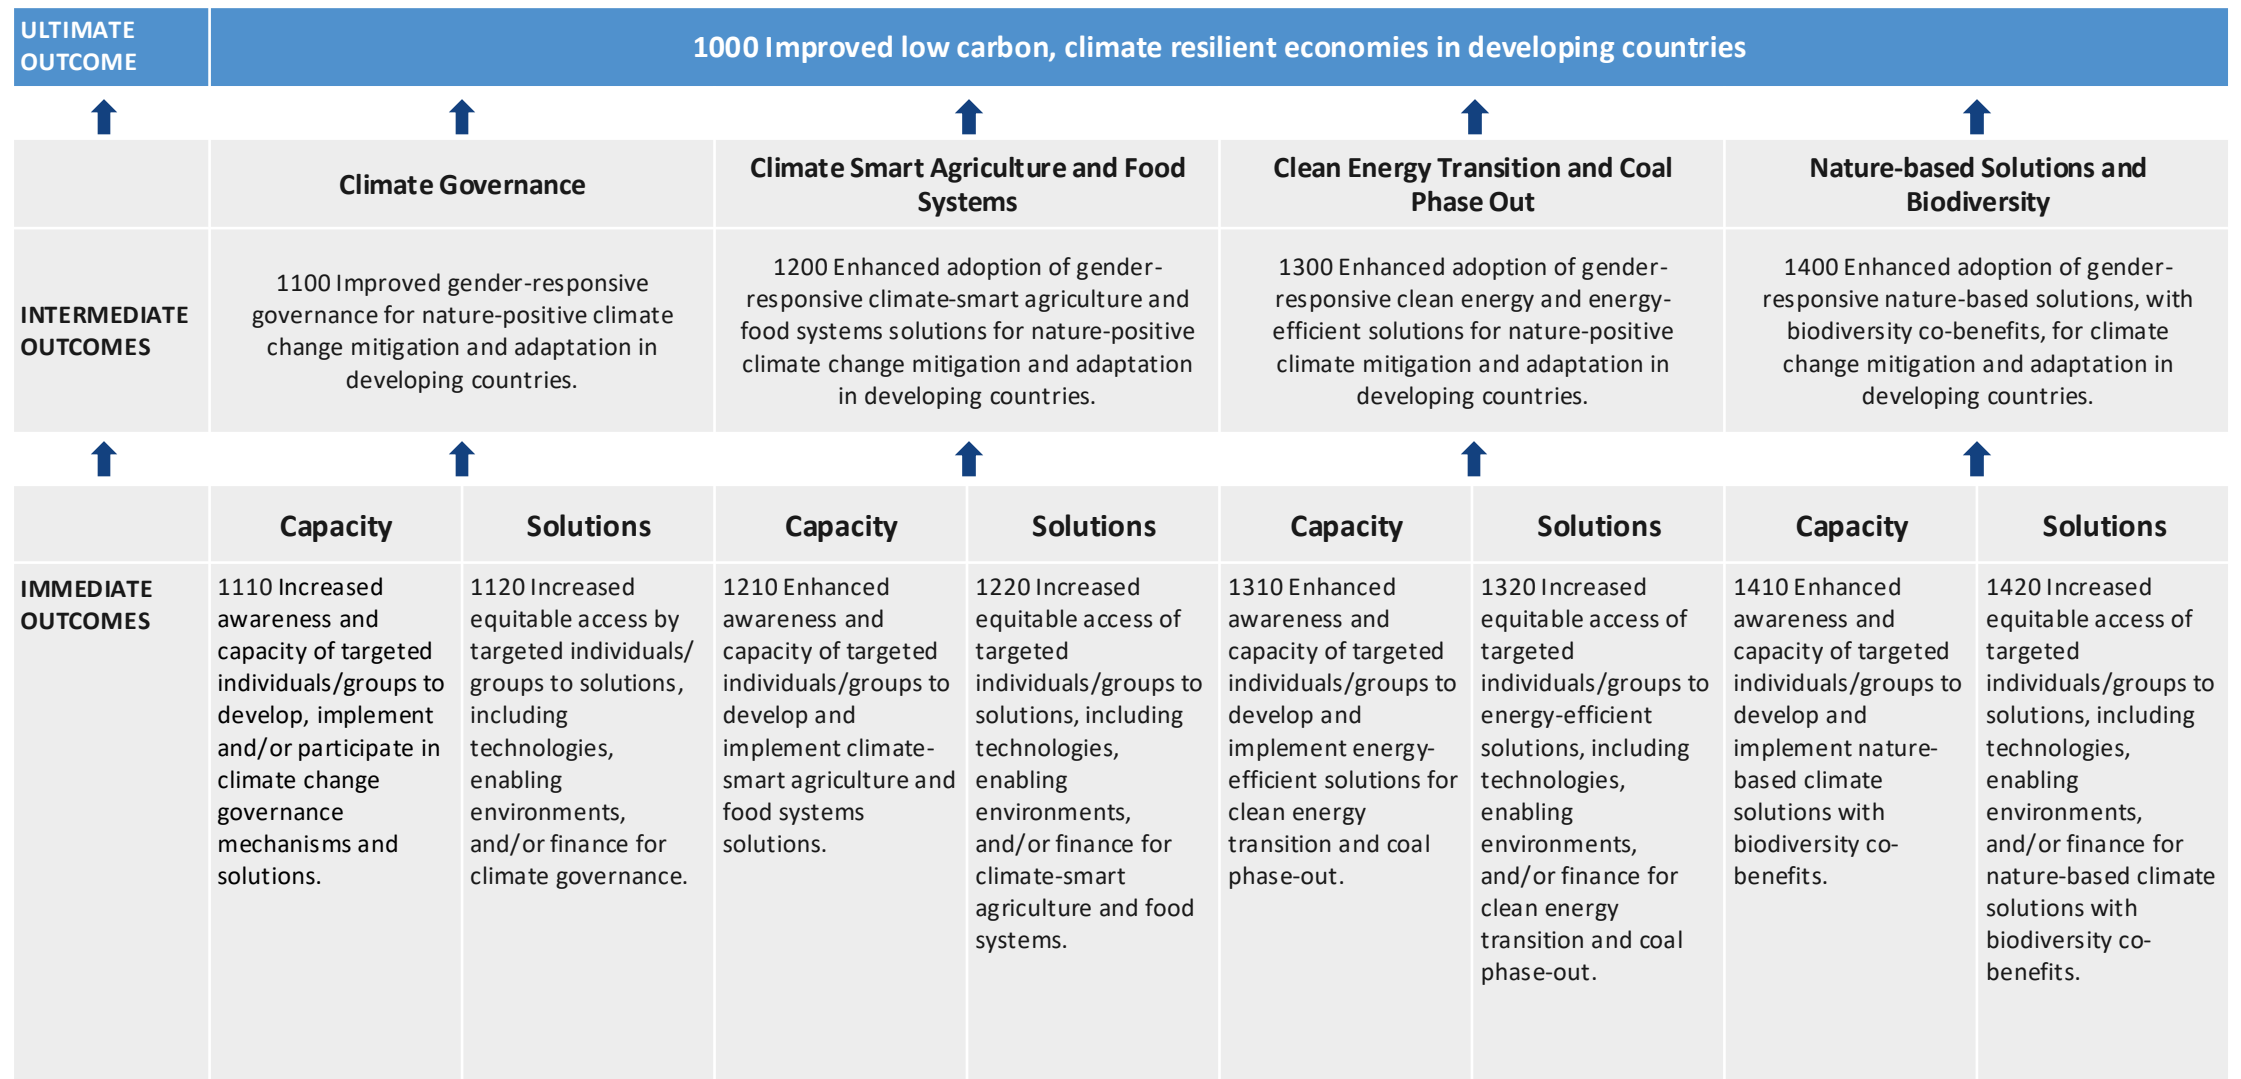 ULTIMATE
OUTCOME
1000 Improved low carbon, climate resilient economies in developing countries
Climate Governance
Climate Smart Agriculture and Food
Systems
Clean Energy Transition and Coal
Phase Out
Nature-based Solutions and
Biodiversity
INTERMEDIATE
OUTCOMES
1100 Improved gender-responsive
governance for nature-positive climate
change mitigation and adaptation in
developing countries.
1200 Enhanced adoption of gender-
responsive climate-smart agriculture and
food systems solutions for nature-positive
climate change mitigation and adaptation
in developing countries.
1300 Enhanced adoption of gender-
responsive clean energy and energy-
efficient solutions for nature-positive
climate mitigation and adaptation in
developing countries.
1400 Enhanced adoption of gender-
responsive nature-based solutions, with
biodiversity co-benefits, for climate
change mitigation and adaptation in
developing countries.
Capacity
Solutions
Capacity
Solutions
Capacity
Solutions
Capacity
Solutions
IMMEDIATE
OUTCOMES
1110 Increased
awareness and
capacity of targeted
individuals/groups to
develop, implement
and/or participate in
climate change
governance
mechanisms and
solutions.
1120 Increased
equitable access by
targeted individuals/
groups to solutions,
including
technologies,
enabling
environments,
and/or finance for
climate governance.
1210 Enhanced
awareness and
capacity of targeted
individuals/groups to
develop and
implement climate-
smart agriculture and
food systems
solutions.
1220 Increased
equitable access of
targeted
individuals/groups to
solutions, including
technologies,
enabling
environments,
and/or finance for
climate-smart
agriculture and food
systems.
1310 Enhanced
awareness and
capacity of targeted
individuals/groups to
develop and
implement energy-
efficient solutions for
clean energy
transition and coal
phase-out.
1320 Increased
equitable access of
targeted
individuals/groups to
energy-efficient
solutions, including
technologies,
enabling
environments,
and/or finance for
clean energy
transition and coal
phase-out.
1410 Enhanced
awareness and
capacity of targeted
individuals/groups to
develop and
implement nature-
based climate
solutions with
biodiversity co-
benefits.
1420 Increased
equitable access of
targeted
individuals/groups to
solutions, including
technologies,
enabling
environments,
and/or finance for
nature-based climate
solutions with
biodiversity co-
benefits.